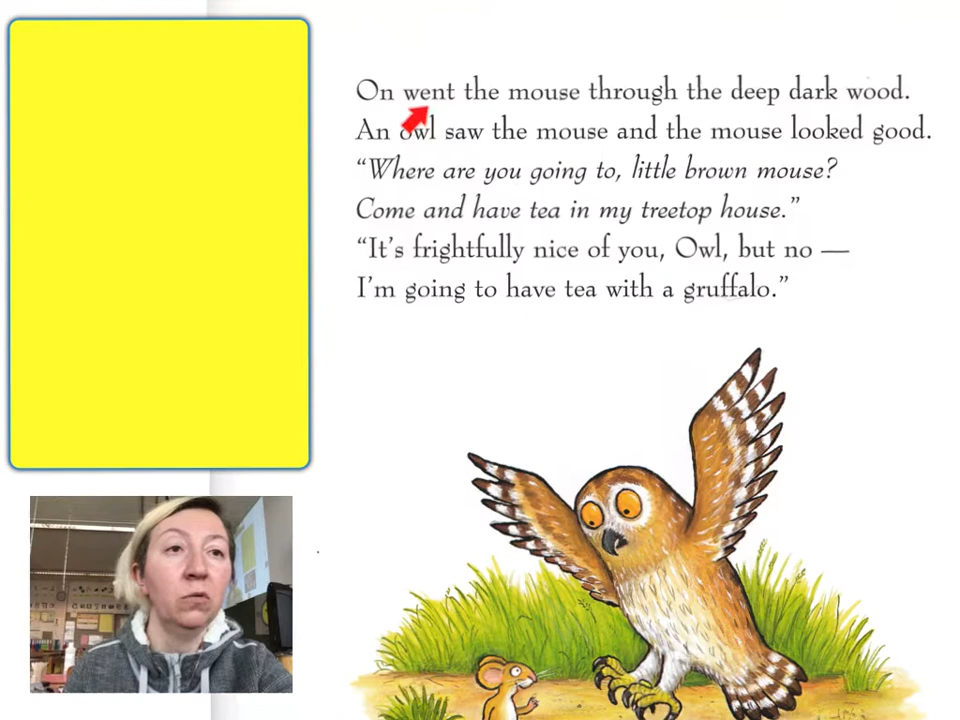 On went the mouse through the deep dark wood.
An owl saw the mouse and the mouse looked good.
“Where are you going to, little brown mouse?
Come and have tea in my treetop house.”
“It’s frightfully nice of you, Owl, but no —
I’m going to have tea with a gruffalo.”